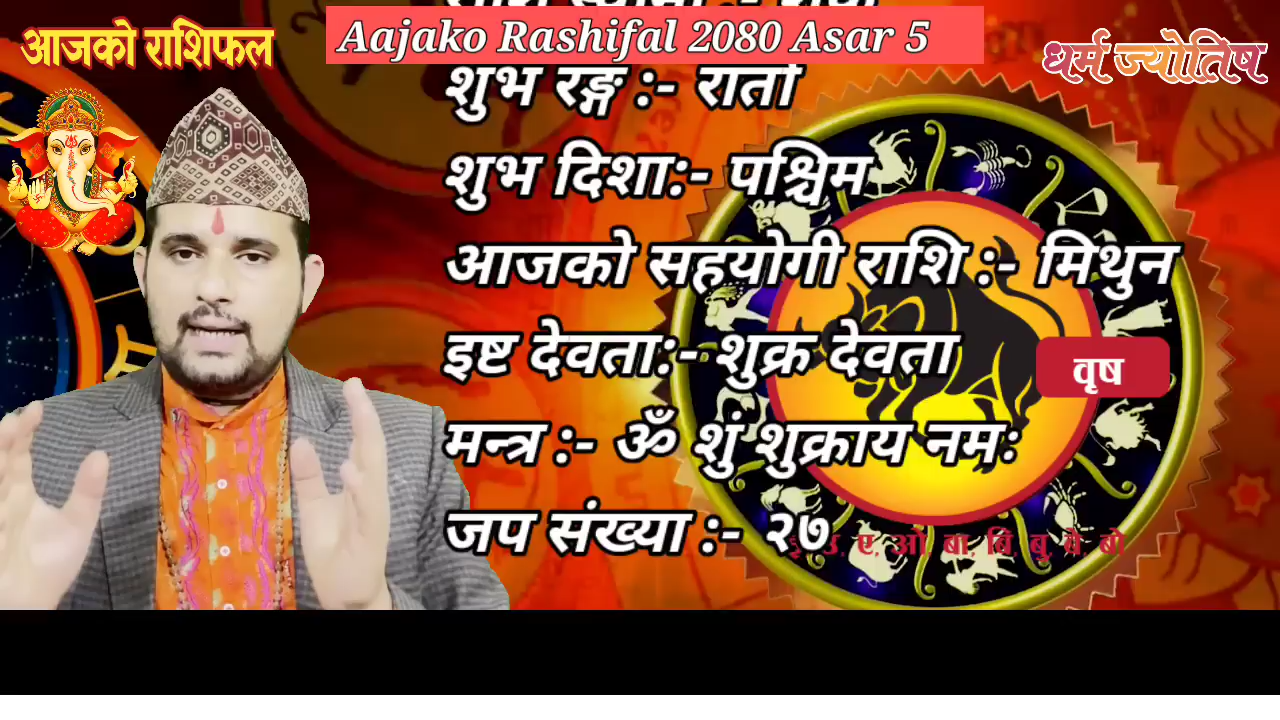 आजको राशिफल
Aajako Rashifal 2080 Asar 5
धर्म ज्योतिष
शुभ रङ्ग :- रातो
शुभ दिशा:- पश्चिम
आजको सहयोगी राशि :- मिथुन
इष्ट देवता:- शुक्र देवता
वृष
मन्त्र :- ॐ शुं शुक्राय नमः
जप संख्या :- २७
उ, ए, ओ, बा, बि, बु, बे, बो